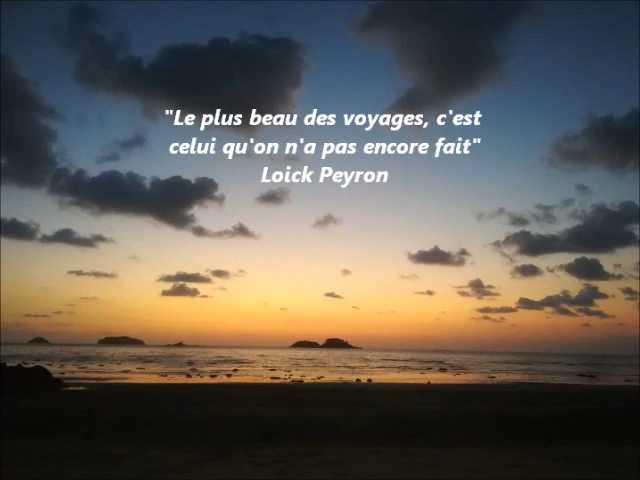 "Le plus beau des voyages, c'est
celui qu'on n'a pas encore fait"
Loick Peyron